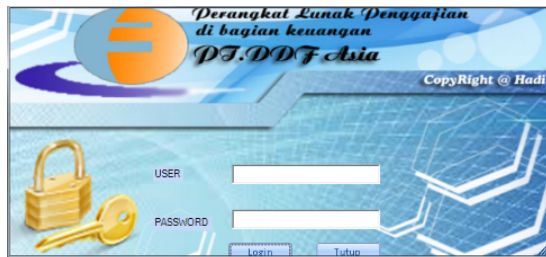 Perangkat Lunak Penggajian
di bagian keuangan
PT.DDF Asia
CopyRight @ Hadi
USER
PASSWORD
Login Tutup